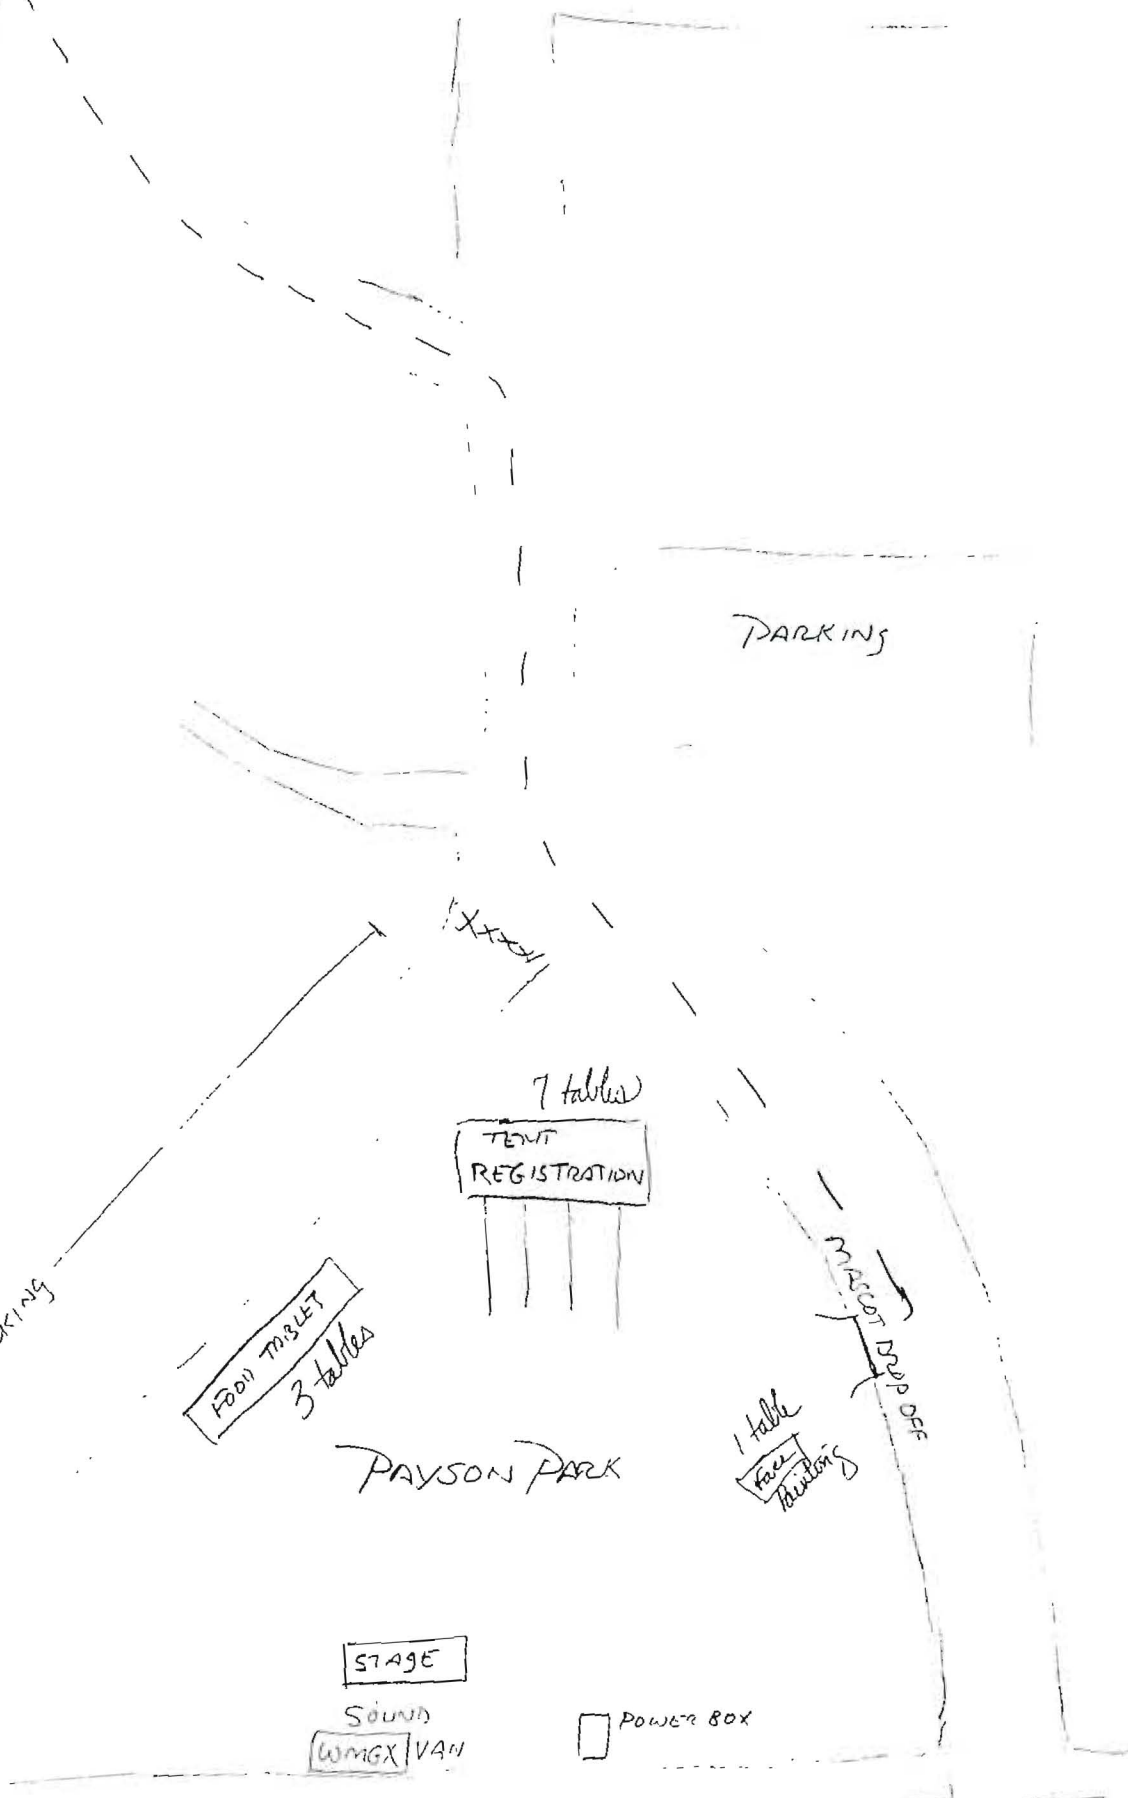 PARKING
XXXX
7 tables
TENT
REGISTRATION
KING
MASCOT DROP OFF
FOOD TABLES
3 tables
1 table
Face
Painting
PAYSON PARK
STAGE
SOUND
WMGX VAN
POWER BOX